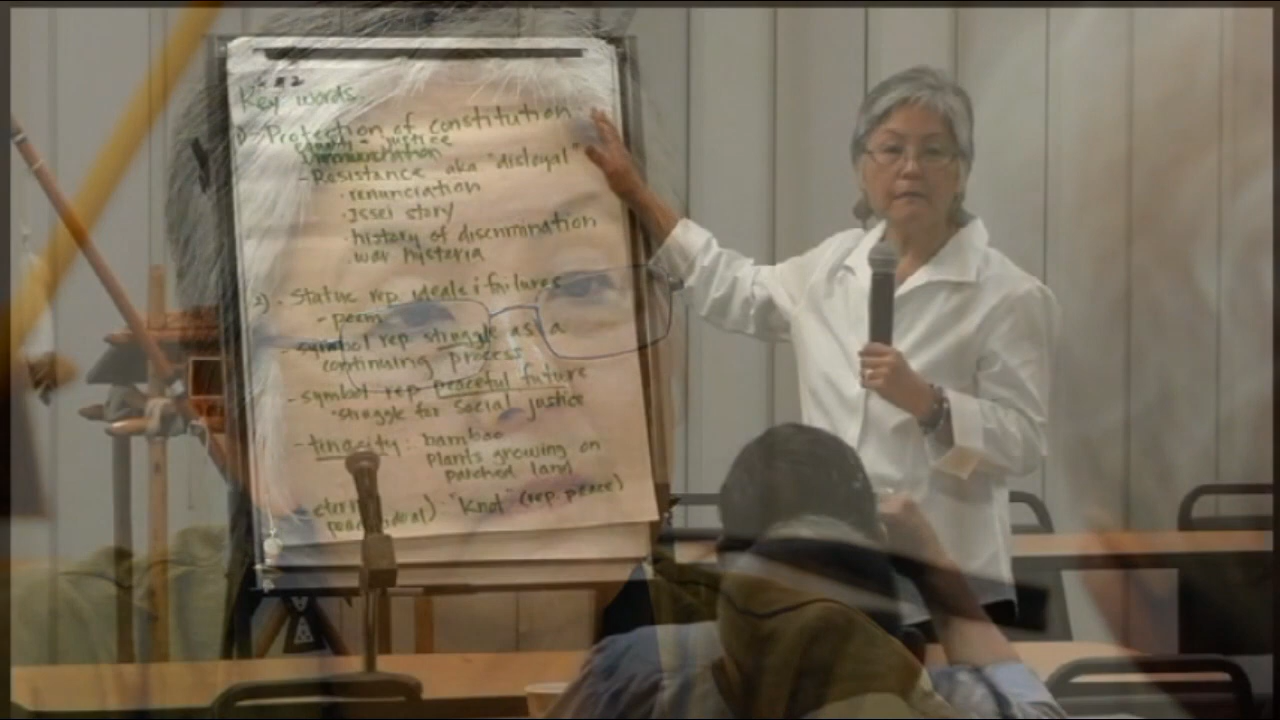 #2
Key words
1) - Protection of constitution
equality + justice
Immigration
- Resistance aka "disloyal"
· renunciation
· Issei story
· history of discrimination
· war hysteria
2) - Statue rep ideals & failures
- poem
- symbol rep struggle as a
continuing process
- symbol rep peaceful future
"struggle for social justice
- tenacity: bamboo
plants growing on
parched land
"knot" (rep. peace)